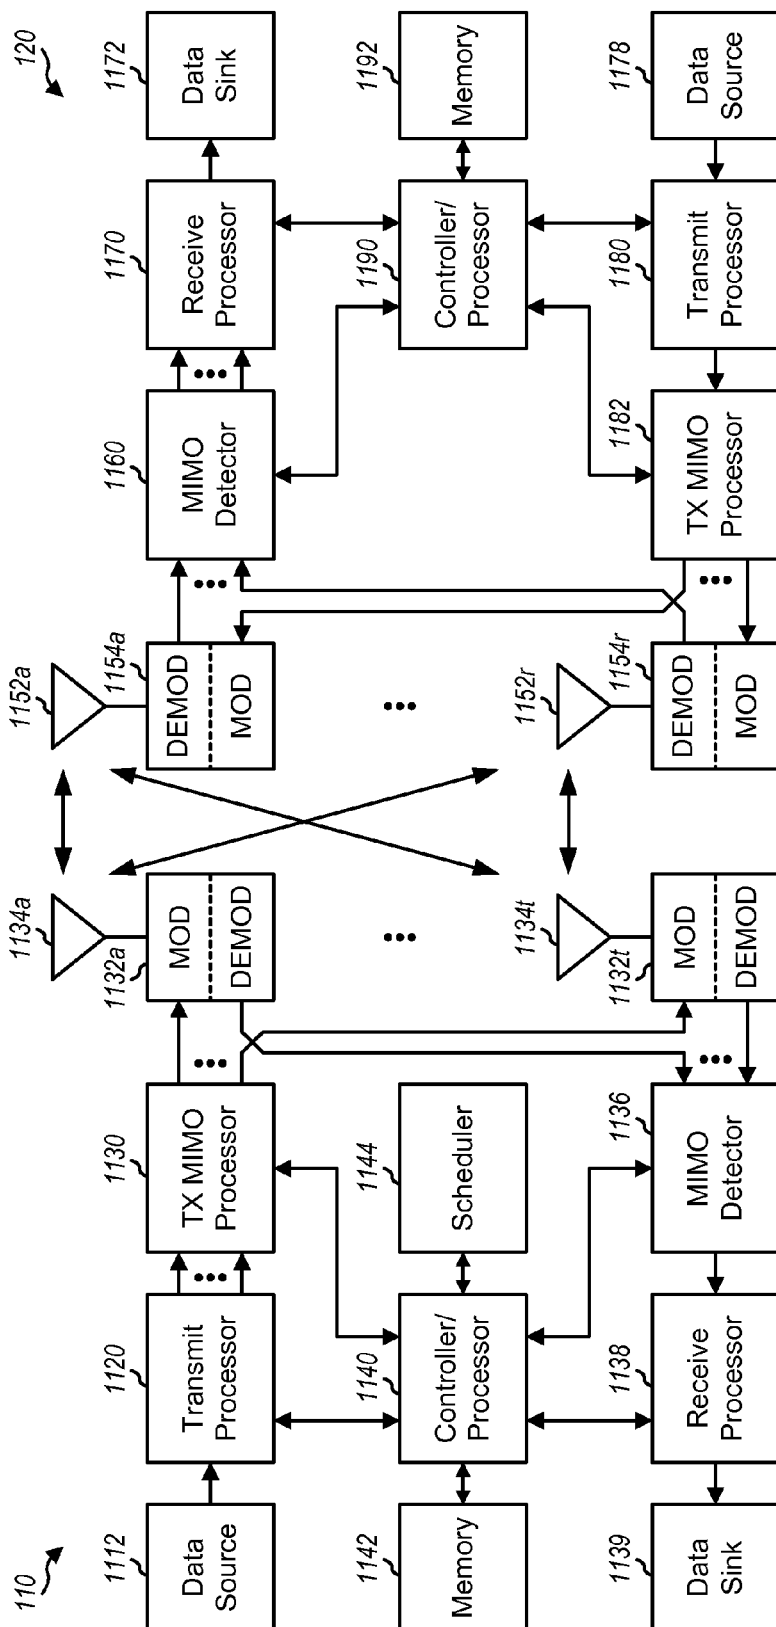 110
120
1112
Data
Source
1120
Transmit
Processor
1130
TX MIMO
Processor
1132a
MOD
DEMOD
1134a
1152a
1154a
DEMOD
MOD
1160
MIMO
Detector
1170
Receive
Processor
1172
Data
Sink
1142
Memory
1140
Controller/
Processor
1144
Scheduler
1190
Controller/
Processor
1192
Memory
1139
Data
Sink
1138
Receive
Processor
1136
MIMO
Detector
1132t
MOD
DEMOD
1134t
1152r
1154r
DEMOD
MOD
1182
TX MIMO
Processor
1180
Transmit
Processor
1178
Data
Source